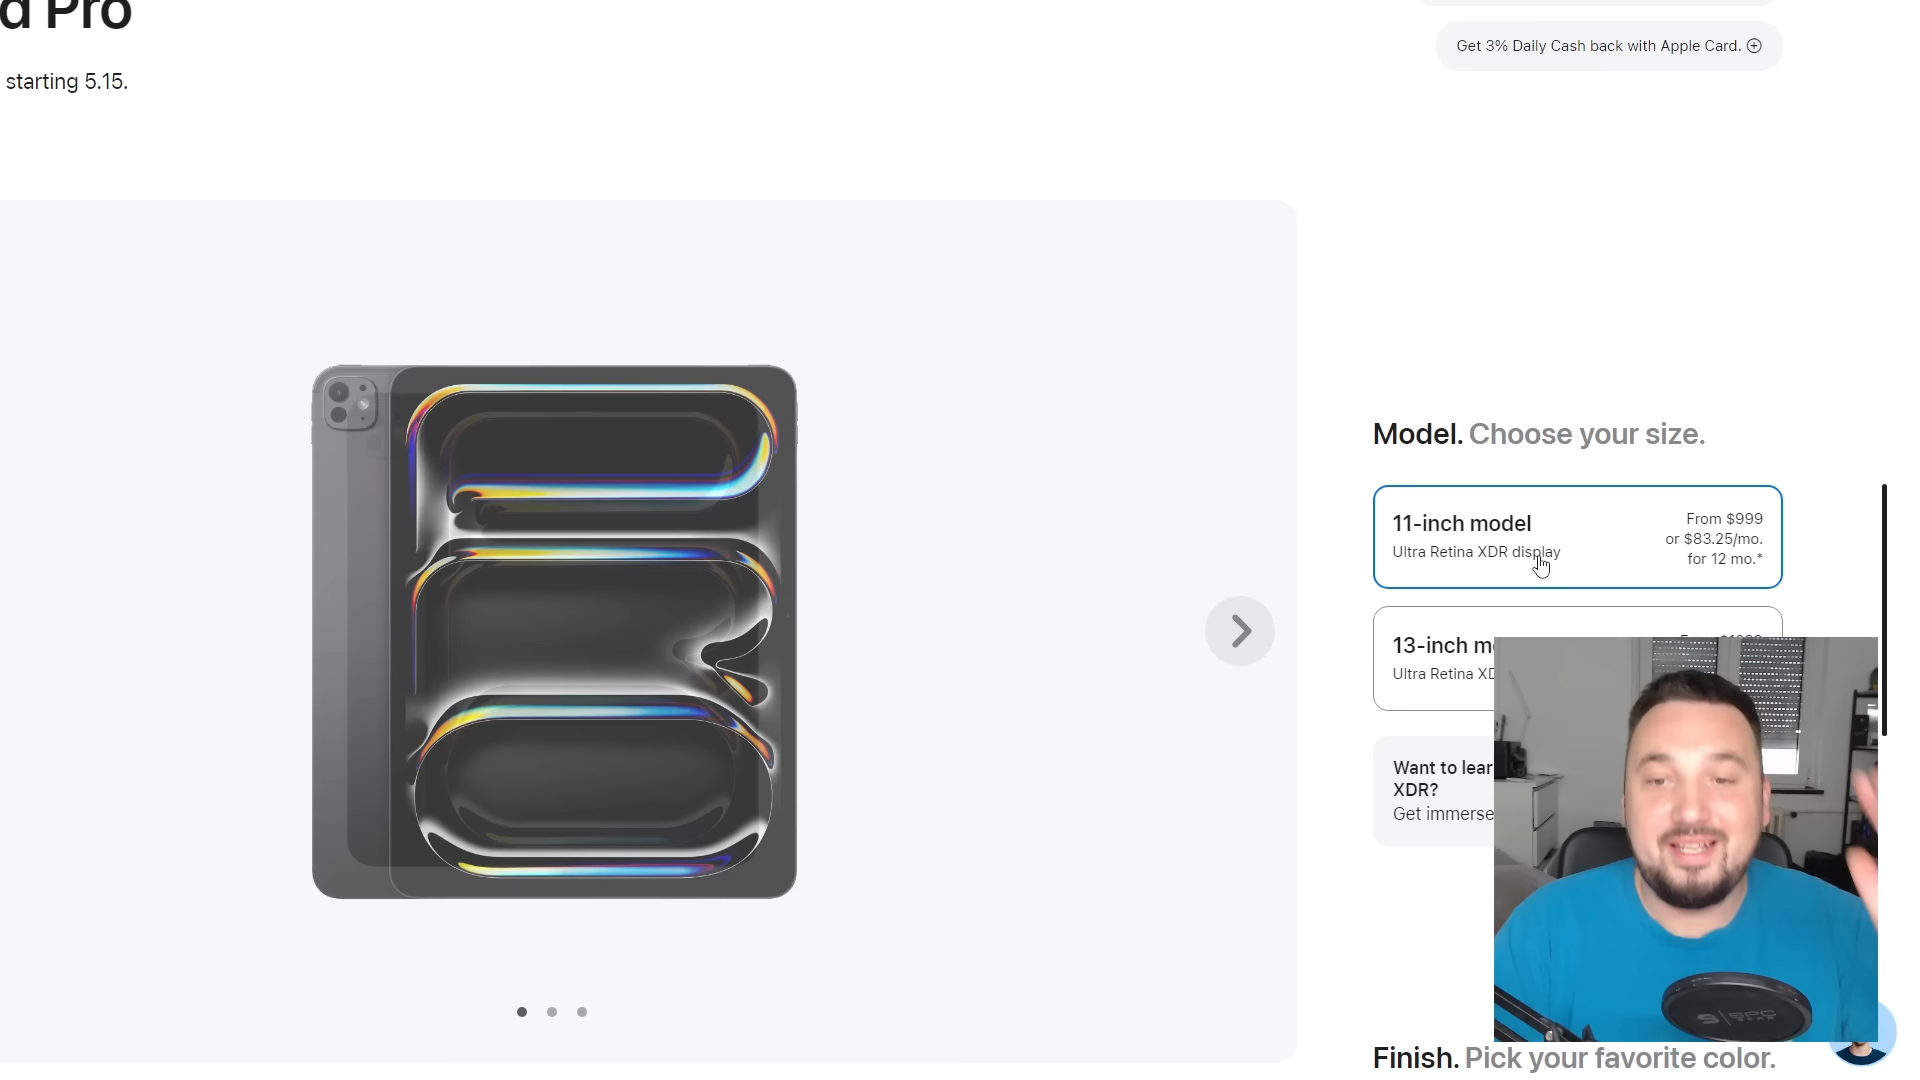 d Pro
Get 3% Daily Cash back with Apple Card.
starting 5.15.
Model. Choose your size.
11-inch model
From $999
Ultra Retina XDR display
or $83.25/mo.
for 12 mo.*
13-inch m
Ultra Retina XD
Want to lear
XDR?
Get immerse
SPC
GEAR
Finish. Pick your favorite color.